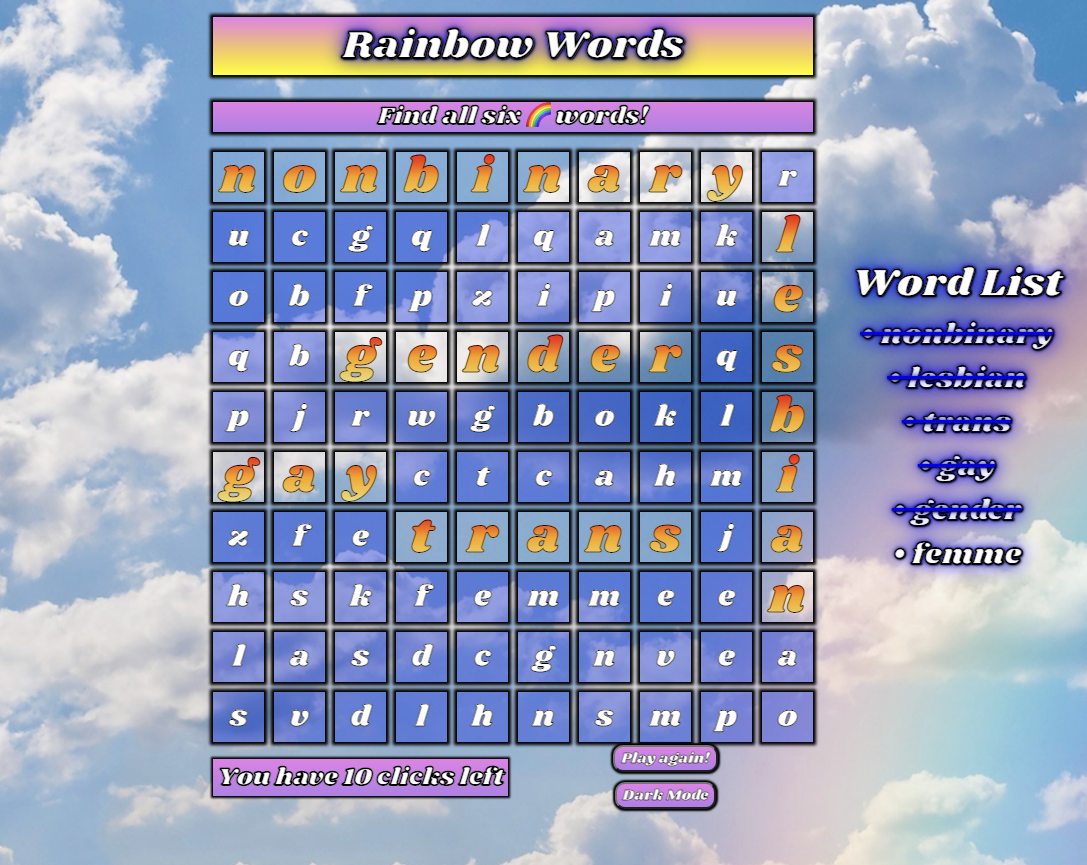 Rainbow Words
Find all six 🌈 words!
n o n b i n a r y r
u c g q l q a m k l
o b f p z i p i u e
q b g e n d e r q s
p j r w g b o k l b
g a y c t c a h m i
z f e t r a n s j a
h s k f e m m e e n
l a s d c g n v e a
s v d l h n s m p o
Word List
• nonbinary
• lesbian
• trans
• gay
• gender
• femme
You have 10 clicks left
Play again!
Dark Mode